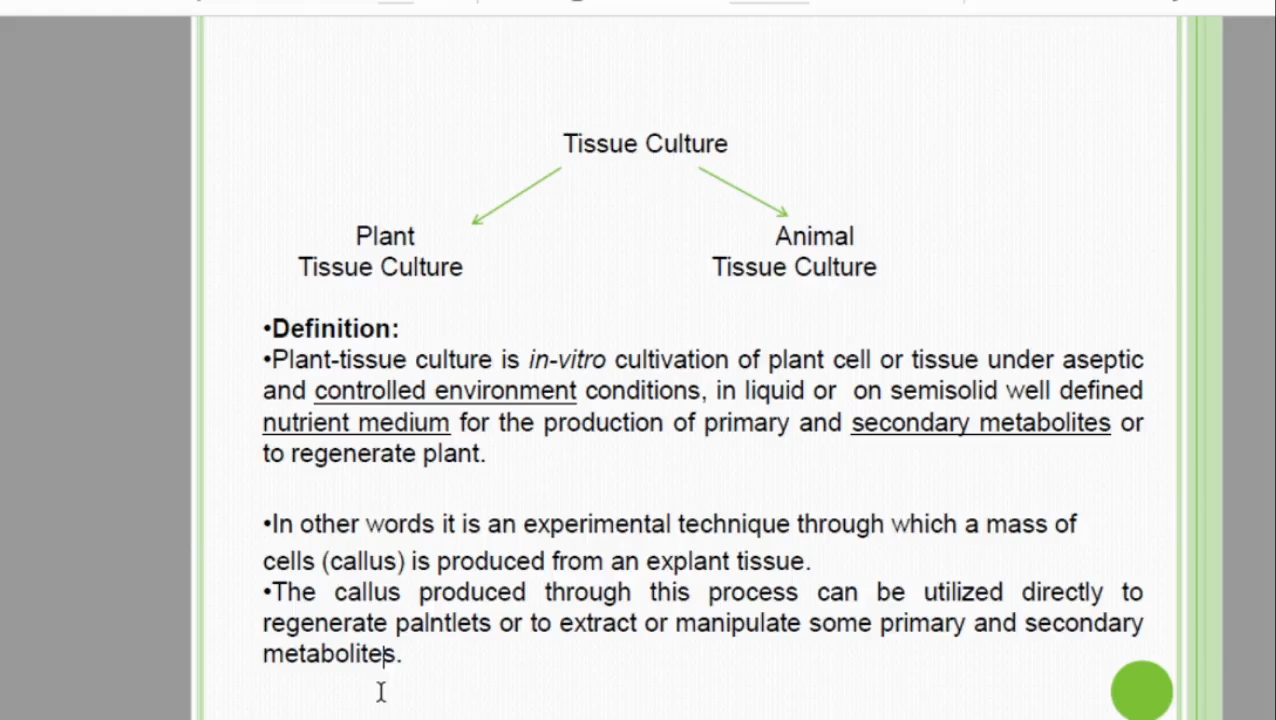 Tissue Culture
Plant
Tissue Culture
Animal
Tissue Culture
•Definition:
•Plant-tissue culture is in-vitro cultivation of plant cell or tissue under aseptic
and controlled environment conditions, in liquid or on semisolid well defined
nutrient medium for the production of primary and secondary metabolites or
to regenerate plant.
•In other words it is an experimental technique through which a mass of
cells (callus) is produced from an explant tissue.
•The callus produced through this process can be utilized directly to
regenerate palntlets or to extract or manipulate some primary and secondary
metabolites.